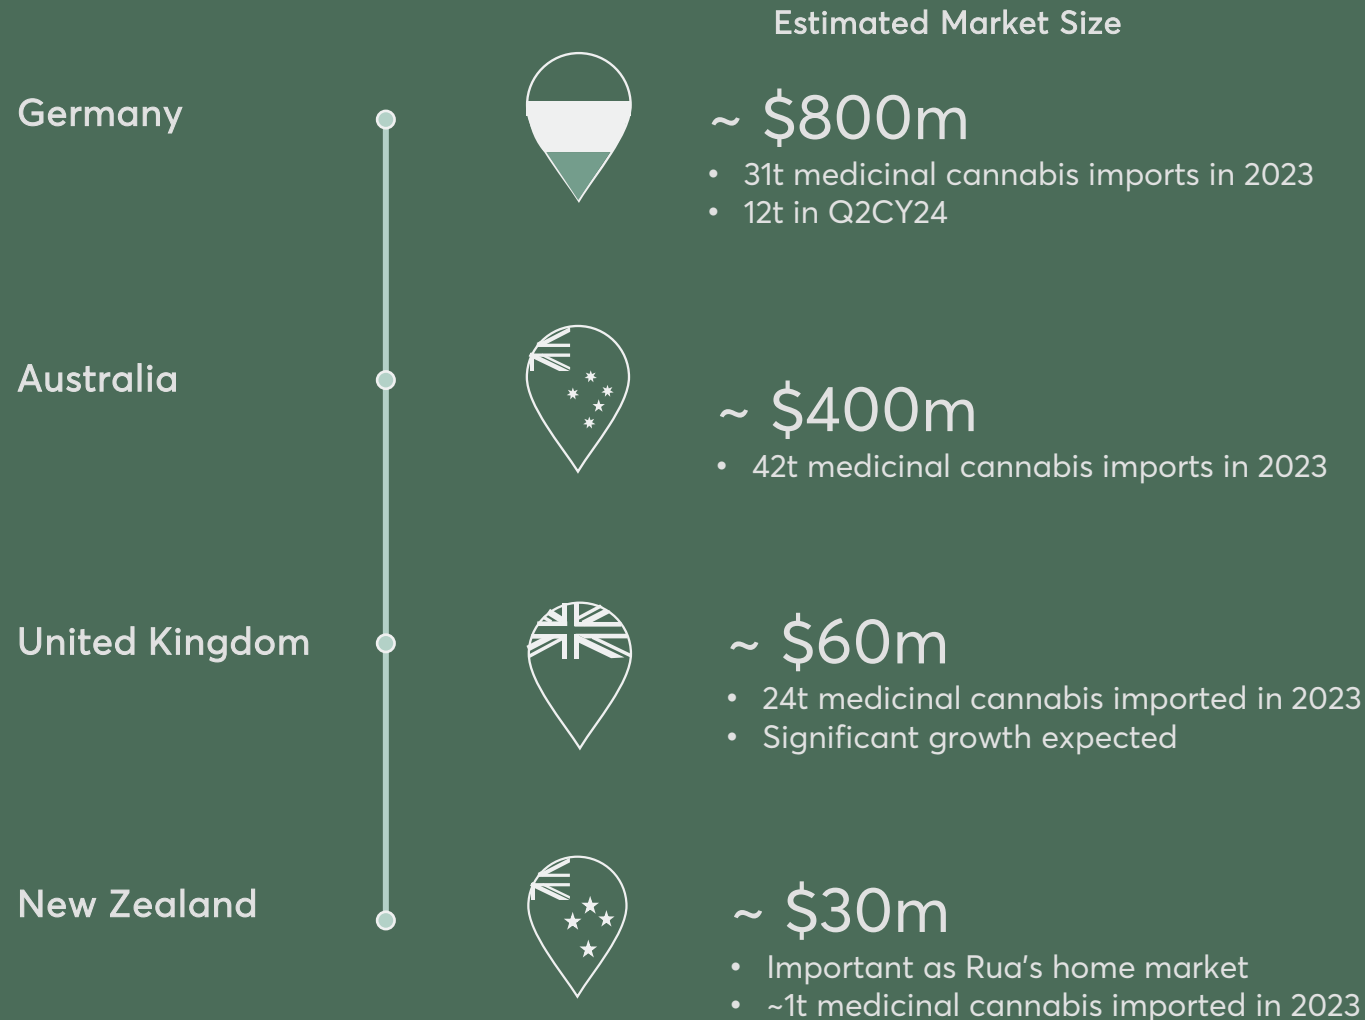 Estimated Market Size
Germany
~ $800m
• 31t medicinal cannabis imports in 2023
• 12t in Q2CY24
Australia
~ $400m
• 42t medicinal cannabis imports in 2023
United Kingdom
~ $60m
• 24t medicinal cannabis imported in 2023
• Significant growth expected
New Zealand
~ $30m
• Important as Rua's home market
• ~1t medicinal cannabis imported in 2023